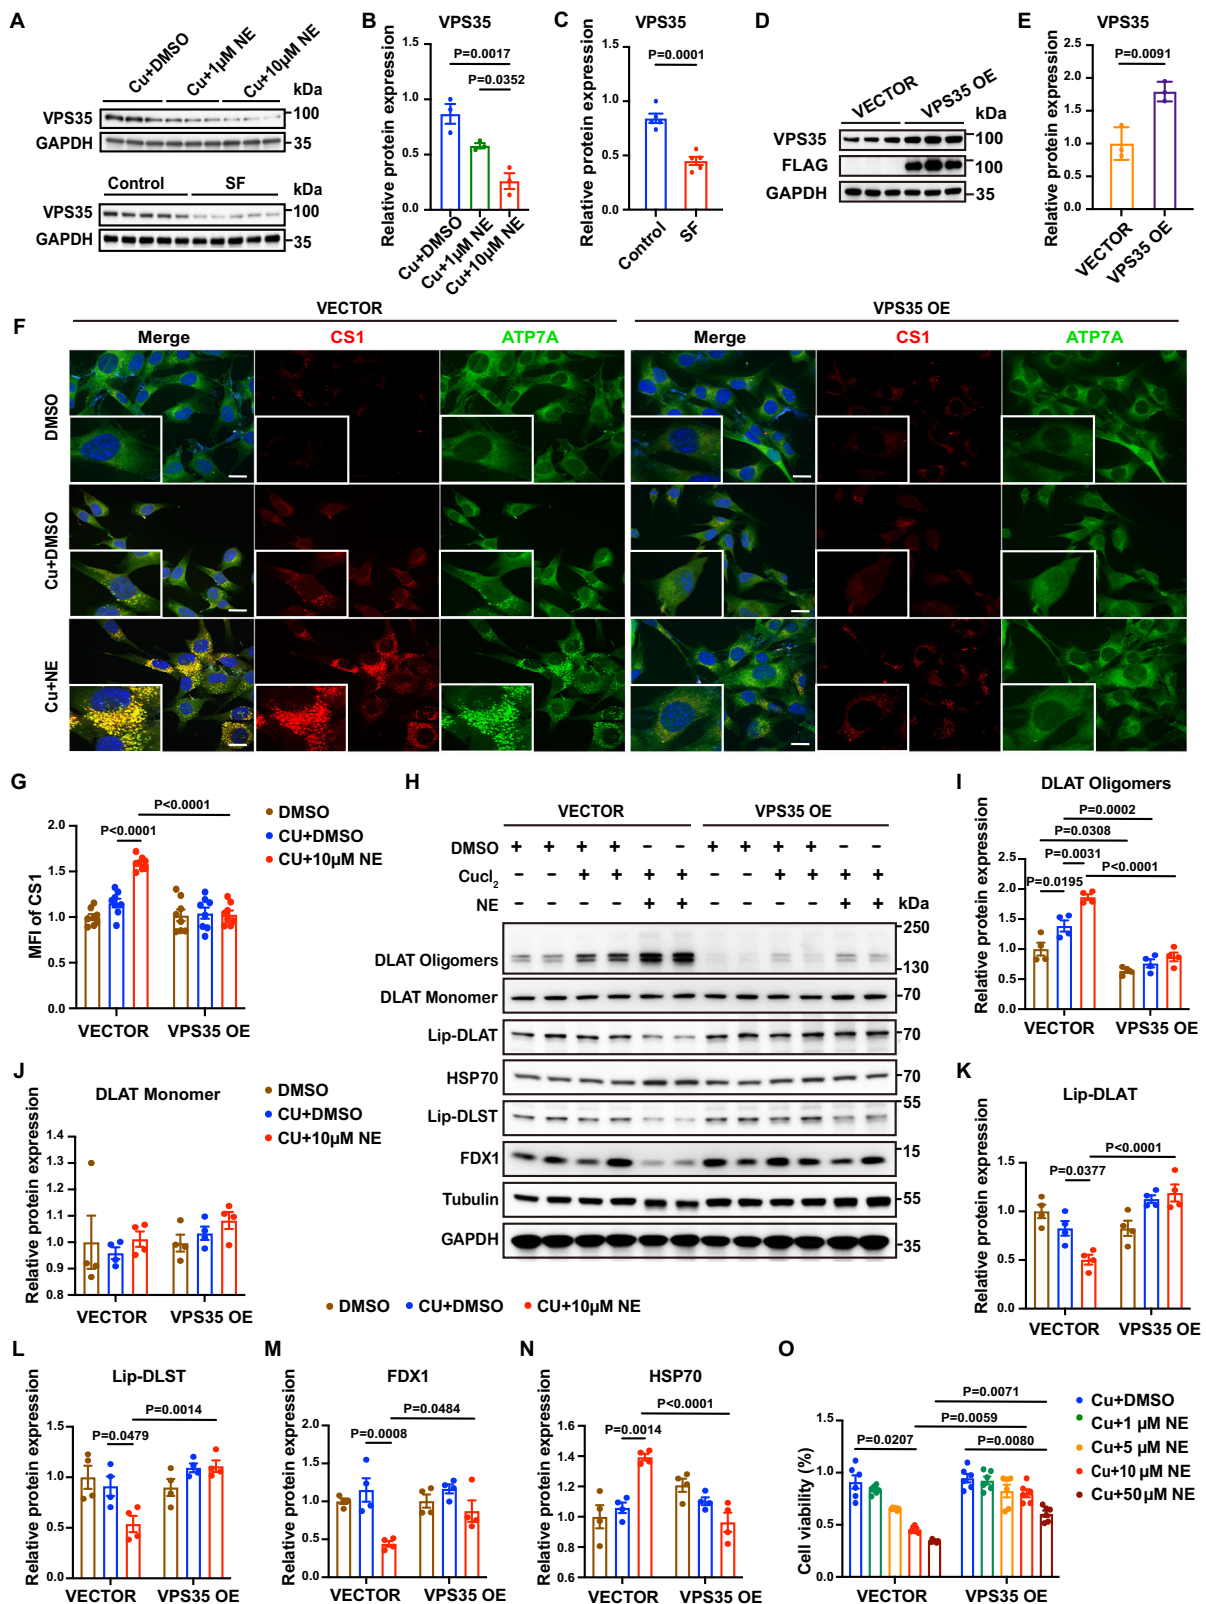 A
Cu+DMSO
Cu+1μM NE
Cu+10μM NE
kDa
VPS35
100
GAPDH
35
Control
SF
kDa
VPS35
100
GAPDH
35
B
VPS35
Relative protein expression
1.5
1.0
0.5
0.0
P=0.0017
P=0.0352
Cu+DMSO
Cu+1μM NE
Cu+10μM NE
C
VPS35
Relative protein expression
1.5
1.0
0.5
0.0
P=0.0001
Control
SF
D
VECTOR
VPS35 OE
kDa
VPS35
100
FLAG
100
GAPDH
35
E
VPS35
Relative protein expression
2.5
2.0
1.5
1.0
0.5
0.0
P=0.0091
VECTOR
VPS35 OE
F
VECTOR
VPS35 OE
Merge
CS1
ATP7A
Merge
CS1
ATP7A
DMSO
Cu+DMSO
Cu+NE
G
MFI of CS1
2.0
1.5
1.0
0.5
0.0
P<0.0001
P<0.0001
VECTOR
VPS35 OE
DMSO
CU+DMSO
CU+10μM NE
H
VECTOR
VPS35 OE
DMSO + + + + − − + + + + − −
Cucl2 − − + + + + − − + + + +
NE − − − − + + − − − − + + kDa
250
DLAT Oligomers
130
DLAT Monomer
70
Lip-DLAT
70
HSP70
70
55
Lip-DLST
FDX1
15
Tubulin
55
GAPDH
35
I
DLAT Oligomers
Relative protein expression
2.5
2.0
1.5
1.0
0.5
0.0
P=0.0002
P=0.0308
P=0.0031
P=0.0195
P<0.0001
VECTOR
VPS35 OE
J
DLAT Monomer
Relative protein expression
1.4
1.3
1.2
1.1
1.0
0.9
0.8
VECTOR
VPS35 OE
DMSO
CU+DMSO
CU+10μM NE
K
Lip-DLAT
Relative protein expression
1.5
1.0
0.5
0.0
P<0.0001
P=0.0377
VECTOR
VPS35 OE
DMSO
CU+DMSO
CU+10μM NE
L
Lip-DLST
Relative protein expression
1.5
1.0
0.5
0.0
P=0.0014
P=0.0479
VECTOR
VPS35 OE
M
FDX1
Relative protein expression
2.0
1.5
1.0
0.5
0.0
P=0.0484
P=0.0008
VECTOR
VPS35 OE
N
HSP70
Relative protein expression
1.6
1.4
1.2
1.0
0.8
0.6
P<0.0001
P=0.0014
VECTOR
VPS35 OE
O
Cell viability (%)
1.5
1.0
0.5
0.0
P=0.0071
P=0.0059
P=0.0207
P=0.0080
VECTOR
VPS35 OE
Cu+DMSO
Cu+1 μM NE
Cu+5 μM NE
Cu+10 μM NE
Cu+50μM NE